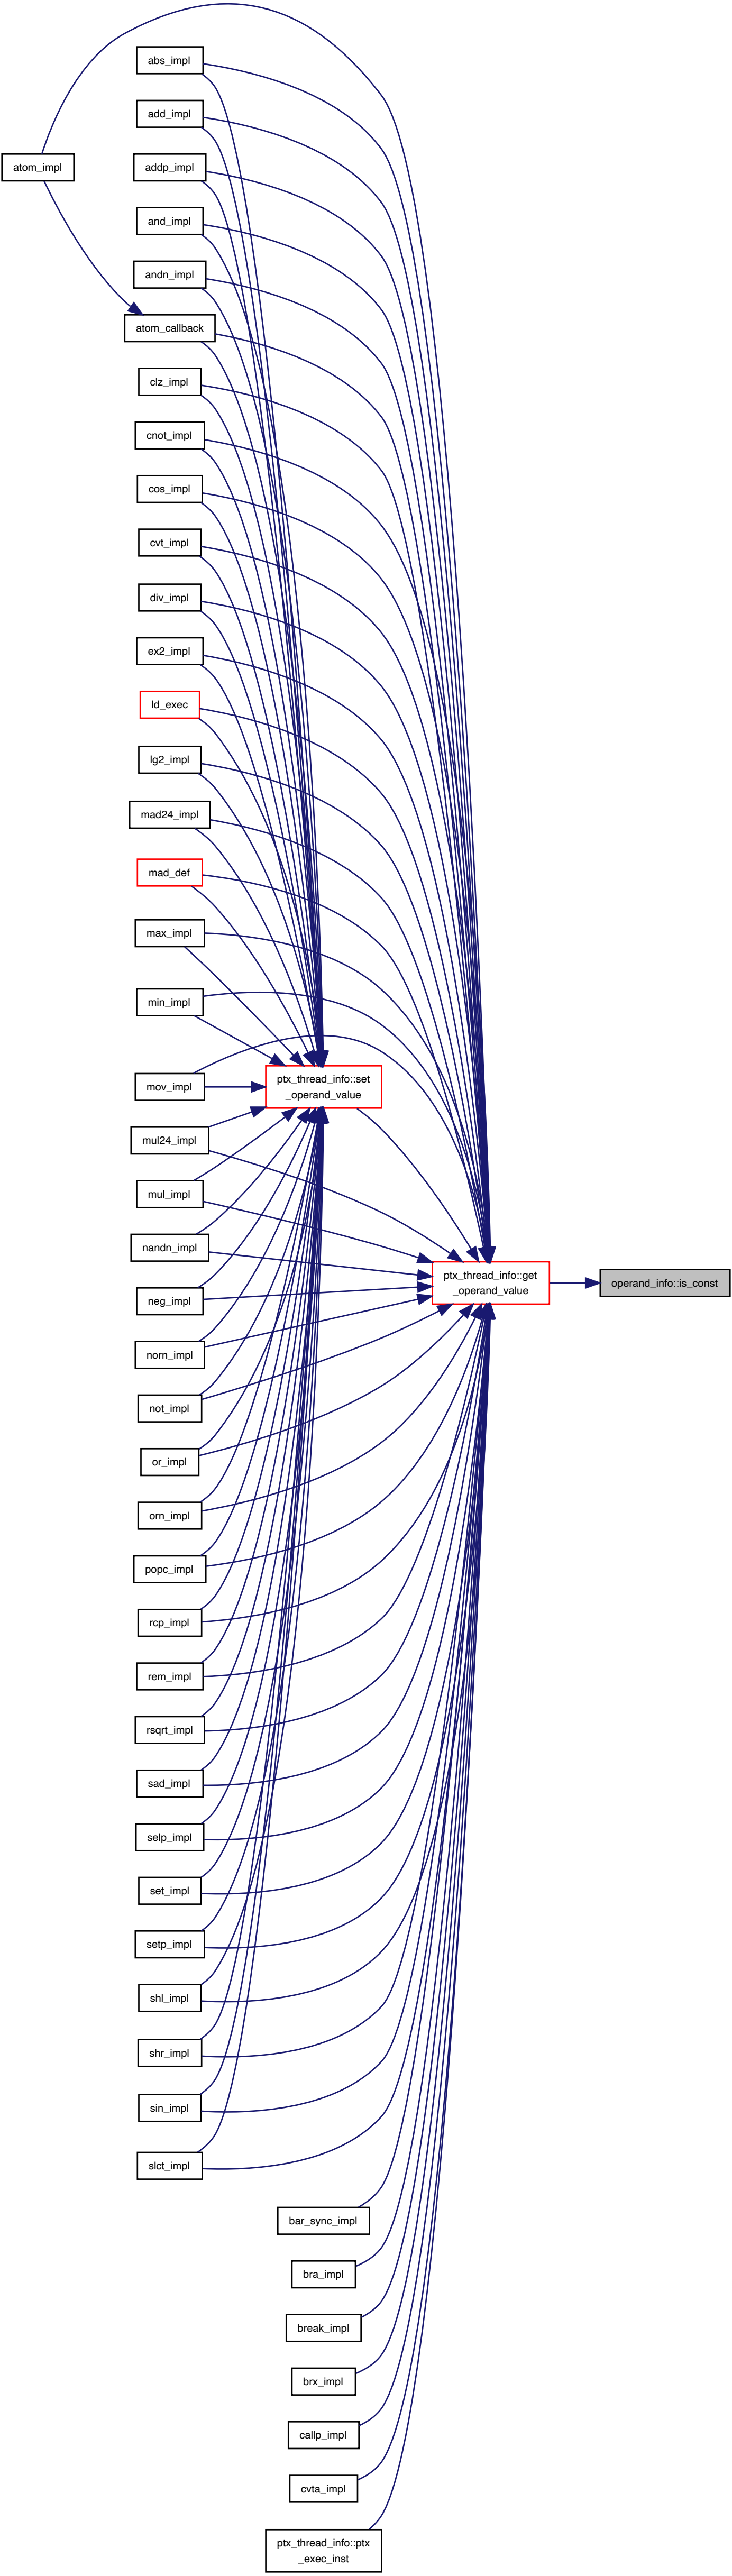 abs_impl
add_impl
atom_impl
addp_impl
and_impl
andn_impl
atom_callback
clz_impl
cnot_impl
cos_impl
cvt_impl
div_impl
ex2_impl
ld_exec
lg2_impl
mad24_impl
mad_def
max_impl
min_impl
ptx_thread_info::set
_operand_value
mov_impl
mul24_impl
mul_impl
nandn_impl
ptx_thread_info::get
_operand_value
operand_info::is_const
neg_impl
norn_impl
not_impl
or_impl
orn_impl
popc_impl
rcp_impl
rem_impl
rsqrt_impl
sad_impl
selp_impl
set_impl
setp_impl
shl_impl
shr_impl
sin_impl
slct_impl
bar_sync_impl
bra_impl
break_impl
brx_impl
callp_impl
cvta_impl
ptx_thread_info::ptx
_exec_inst